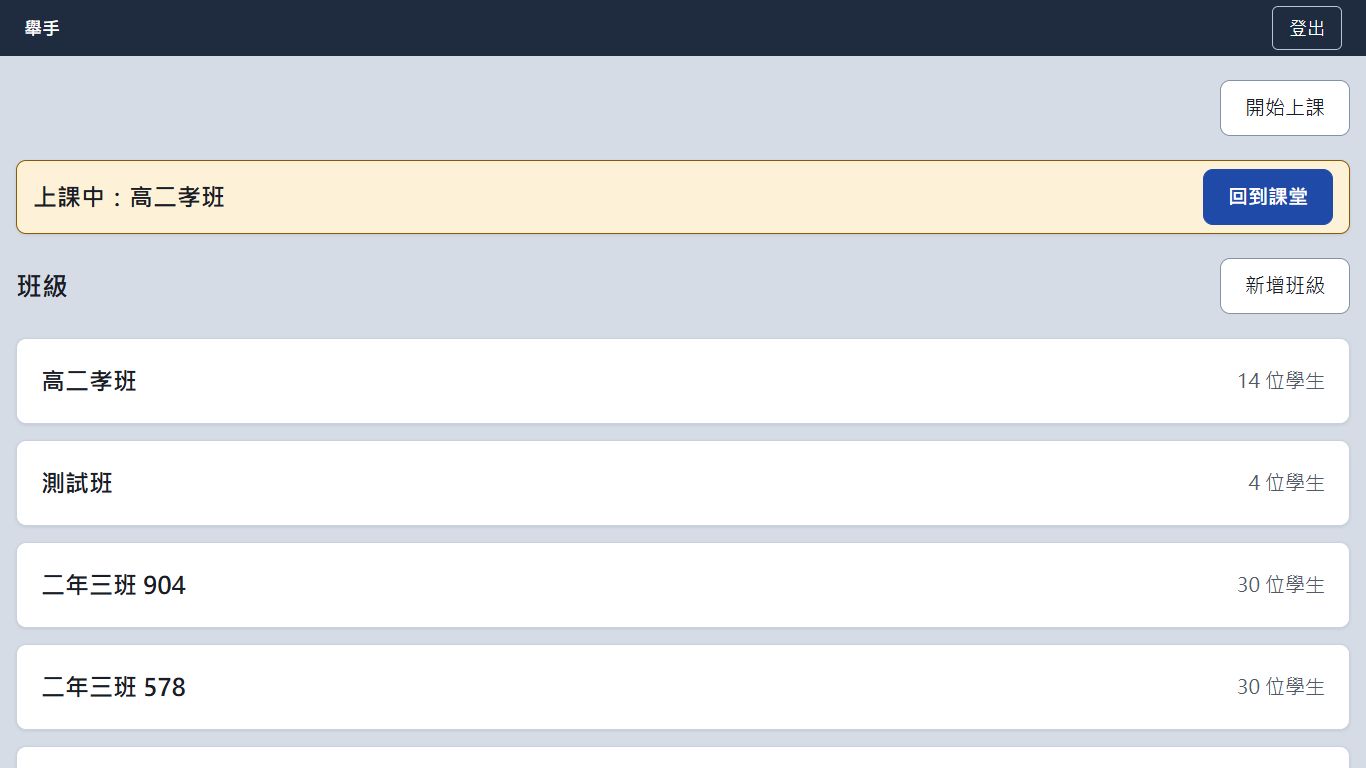 舉手
登出
開始上課
上課中：高二孝班
回到課堂
班級
新增班級
高二孝班
14 位學生
測試班
4 位學生
二年三班 904
30 位學生
二年三班 578
30 位學生